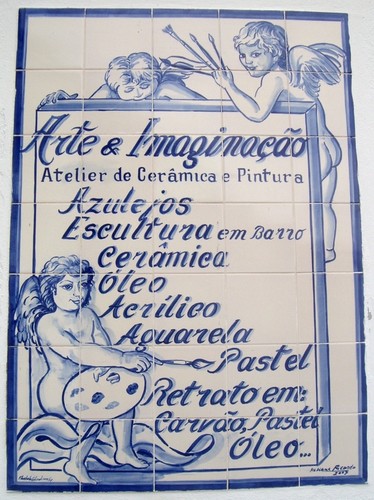 Arte & Imaginação
Atelier de Cerâmica e Pintura
Azulejos
Escultura em Barro
Cerâmica
Óleo
Acrílico
Aguarela
Pastel
Retrato em:
Carvão, Pastel
Óleo...